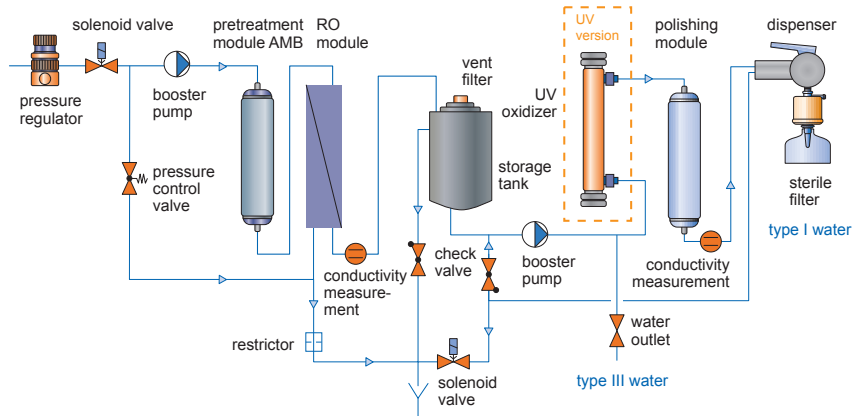 solenoid valve
pressure
regulator
booster
pump
pressure
control
valve
pretreatment
module AMB
RO
module
conductivity
measure-
ment
restrictor
vent
filter
storage
tank
check
valve
solenoid
valve
booster
pump
UV
version
UV
oxidizer
water
outlet
type III water
polishing
module
conductivity
measurement
dispenser
sterile
filter
type I water